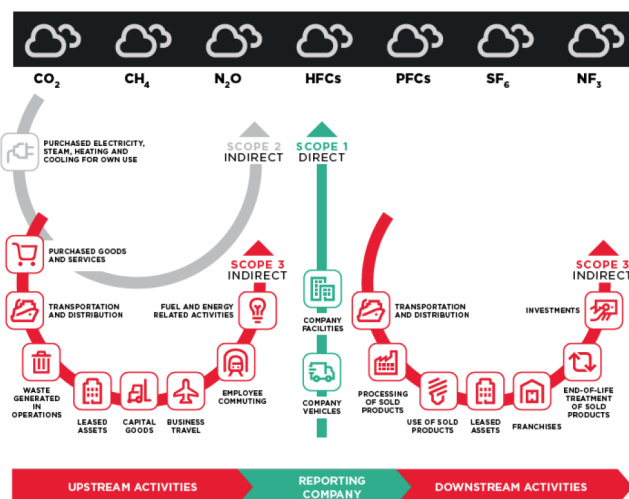 CO₂ CH₄ N₂O HFCs PFCs SF₆ NF₃
PURCHASED ELECTRICITY,
STEAM, HEATING AND
COOLING FOR OWN USE
SCOPE 2
INDIRECT
SCOPE 1
DIRECT
PURCHASED GOODS
AND SERVICES
SCOPE 3
INDIRECT
SCOPE 3
INDIRECT
TRANSPORTATION
AND DISTRIBUTION
FUEL AND ENERGY
RELATED ACTIVITIES
COMPANY
FACILITIES
TRANSPORTATION
AND DISTRIBUTION
INVESTMENTS
WASTE
GENERATED
IN
OPERATIONS
LEASED
ASSETS
CAPITAL
GOODS
BUSINESS
TRAVEL
EMPLOYEE
COMMUTING
COMPANY
VEHICLES
PROCESSING
OF SOLD
PRODUCTS
USE OF SOLD
PRODUCTS
LEASED
ASSETS
FRANCHISES
END-OF-LIFE
TREATMENT
OF SOLD
PRODUCTS
UPSTREAM ACTIVITIES
REPORTING
COMPANY
DOWNSTREAM ACTIVITIES